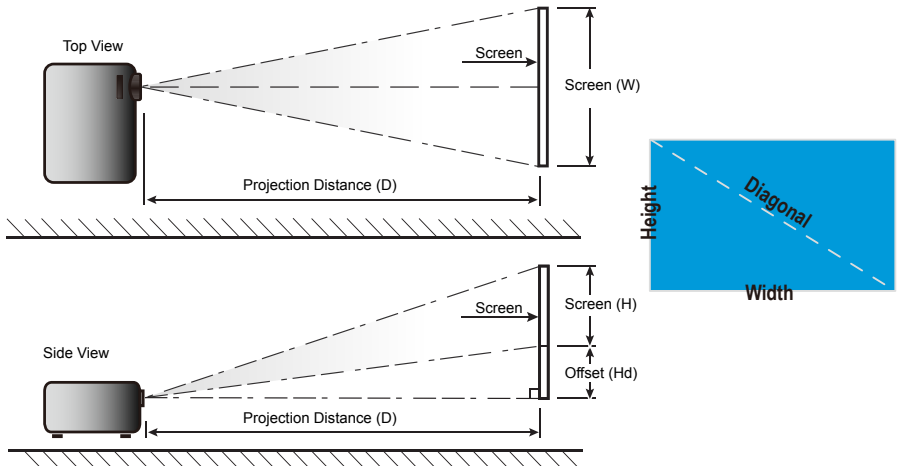 Top View
Screen
Screen (W)
Projection Distance (D)
Height
Diagonal
Width
Screen (H)
Screen
Side View
Offset (Hd)
Projection Distance (D)